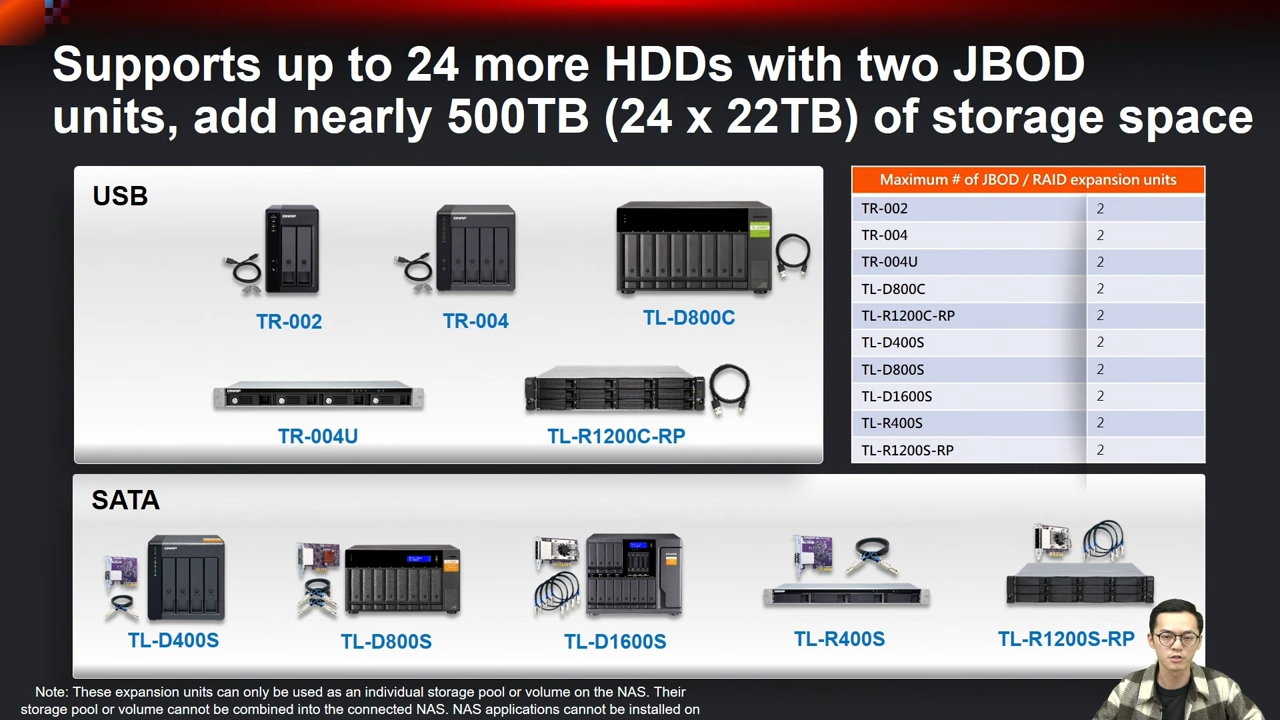 Supports up to 24 more HDDs with two JBOD
units, add nearly 500TB (24 x 22TB) of storage space
USB
TR-002
TR-004
TL-D800C
TR-004U
TL-R1200C-RP
Maximum # of JBOD / RAID expansion units
TR-002 2
TR-004 2
TR-004U 2
TL-D800C 2
TL-R1200C-RP 2
TL-D400S 2
TL-D800S 2
TL-D1600S 2
TL-R400S 2
TL-R1200S-RP 2
SATA
TL-D400S
TL-D800S
TL-D1600S
TL-R400S
TL-R1200S-RP
Note: These expansion units can only be used as an individual storage pool or volume on the NAS. Their
storage pool or volume cannot be combined into the connected NAS. NAS applications cannot be installed on